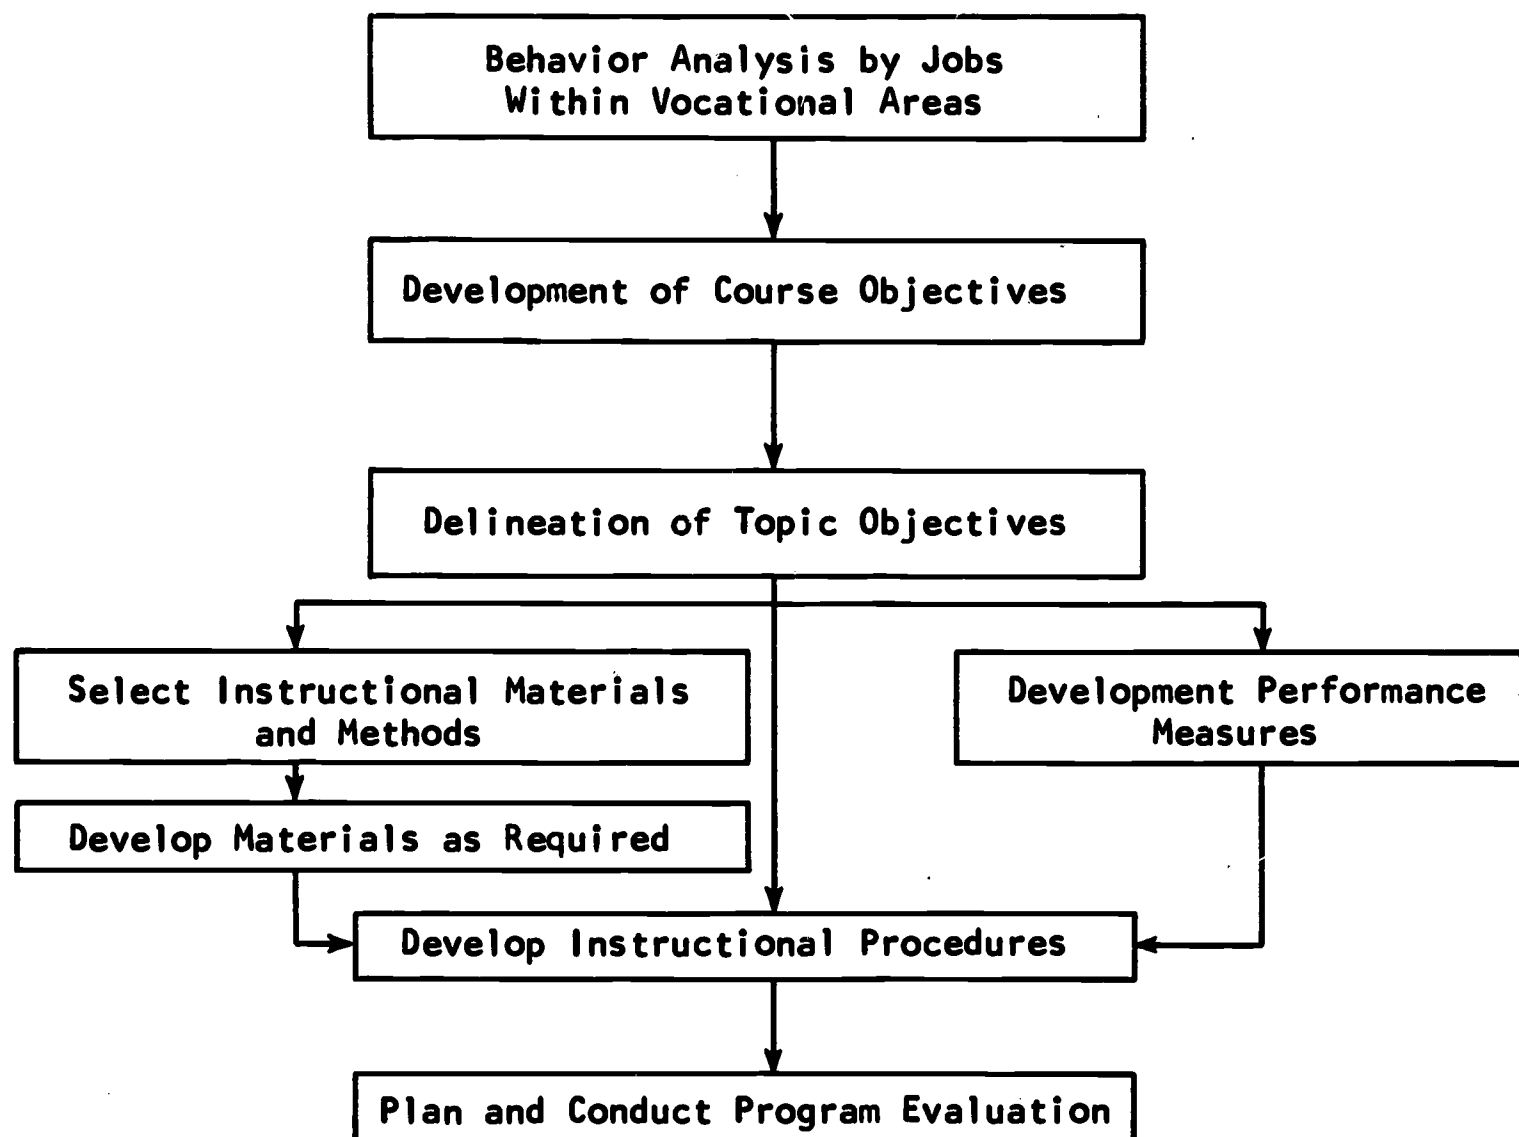 Behavior Analysis by Jobs
Within Vocational Areas
Development of Course Objectives
Delineation of Topic Objectives
Select Instructional Materials
and Methods
Development Performance
Measures
Develop Materials as Required
Develop Instructional Procedures
Plan and Conduct Program Evaluation